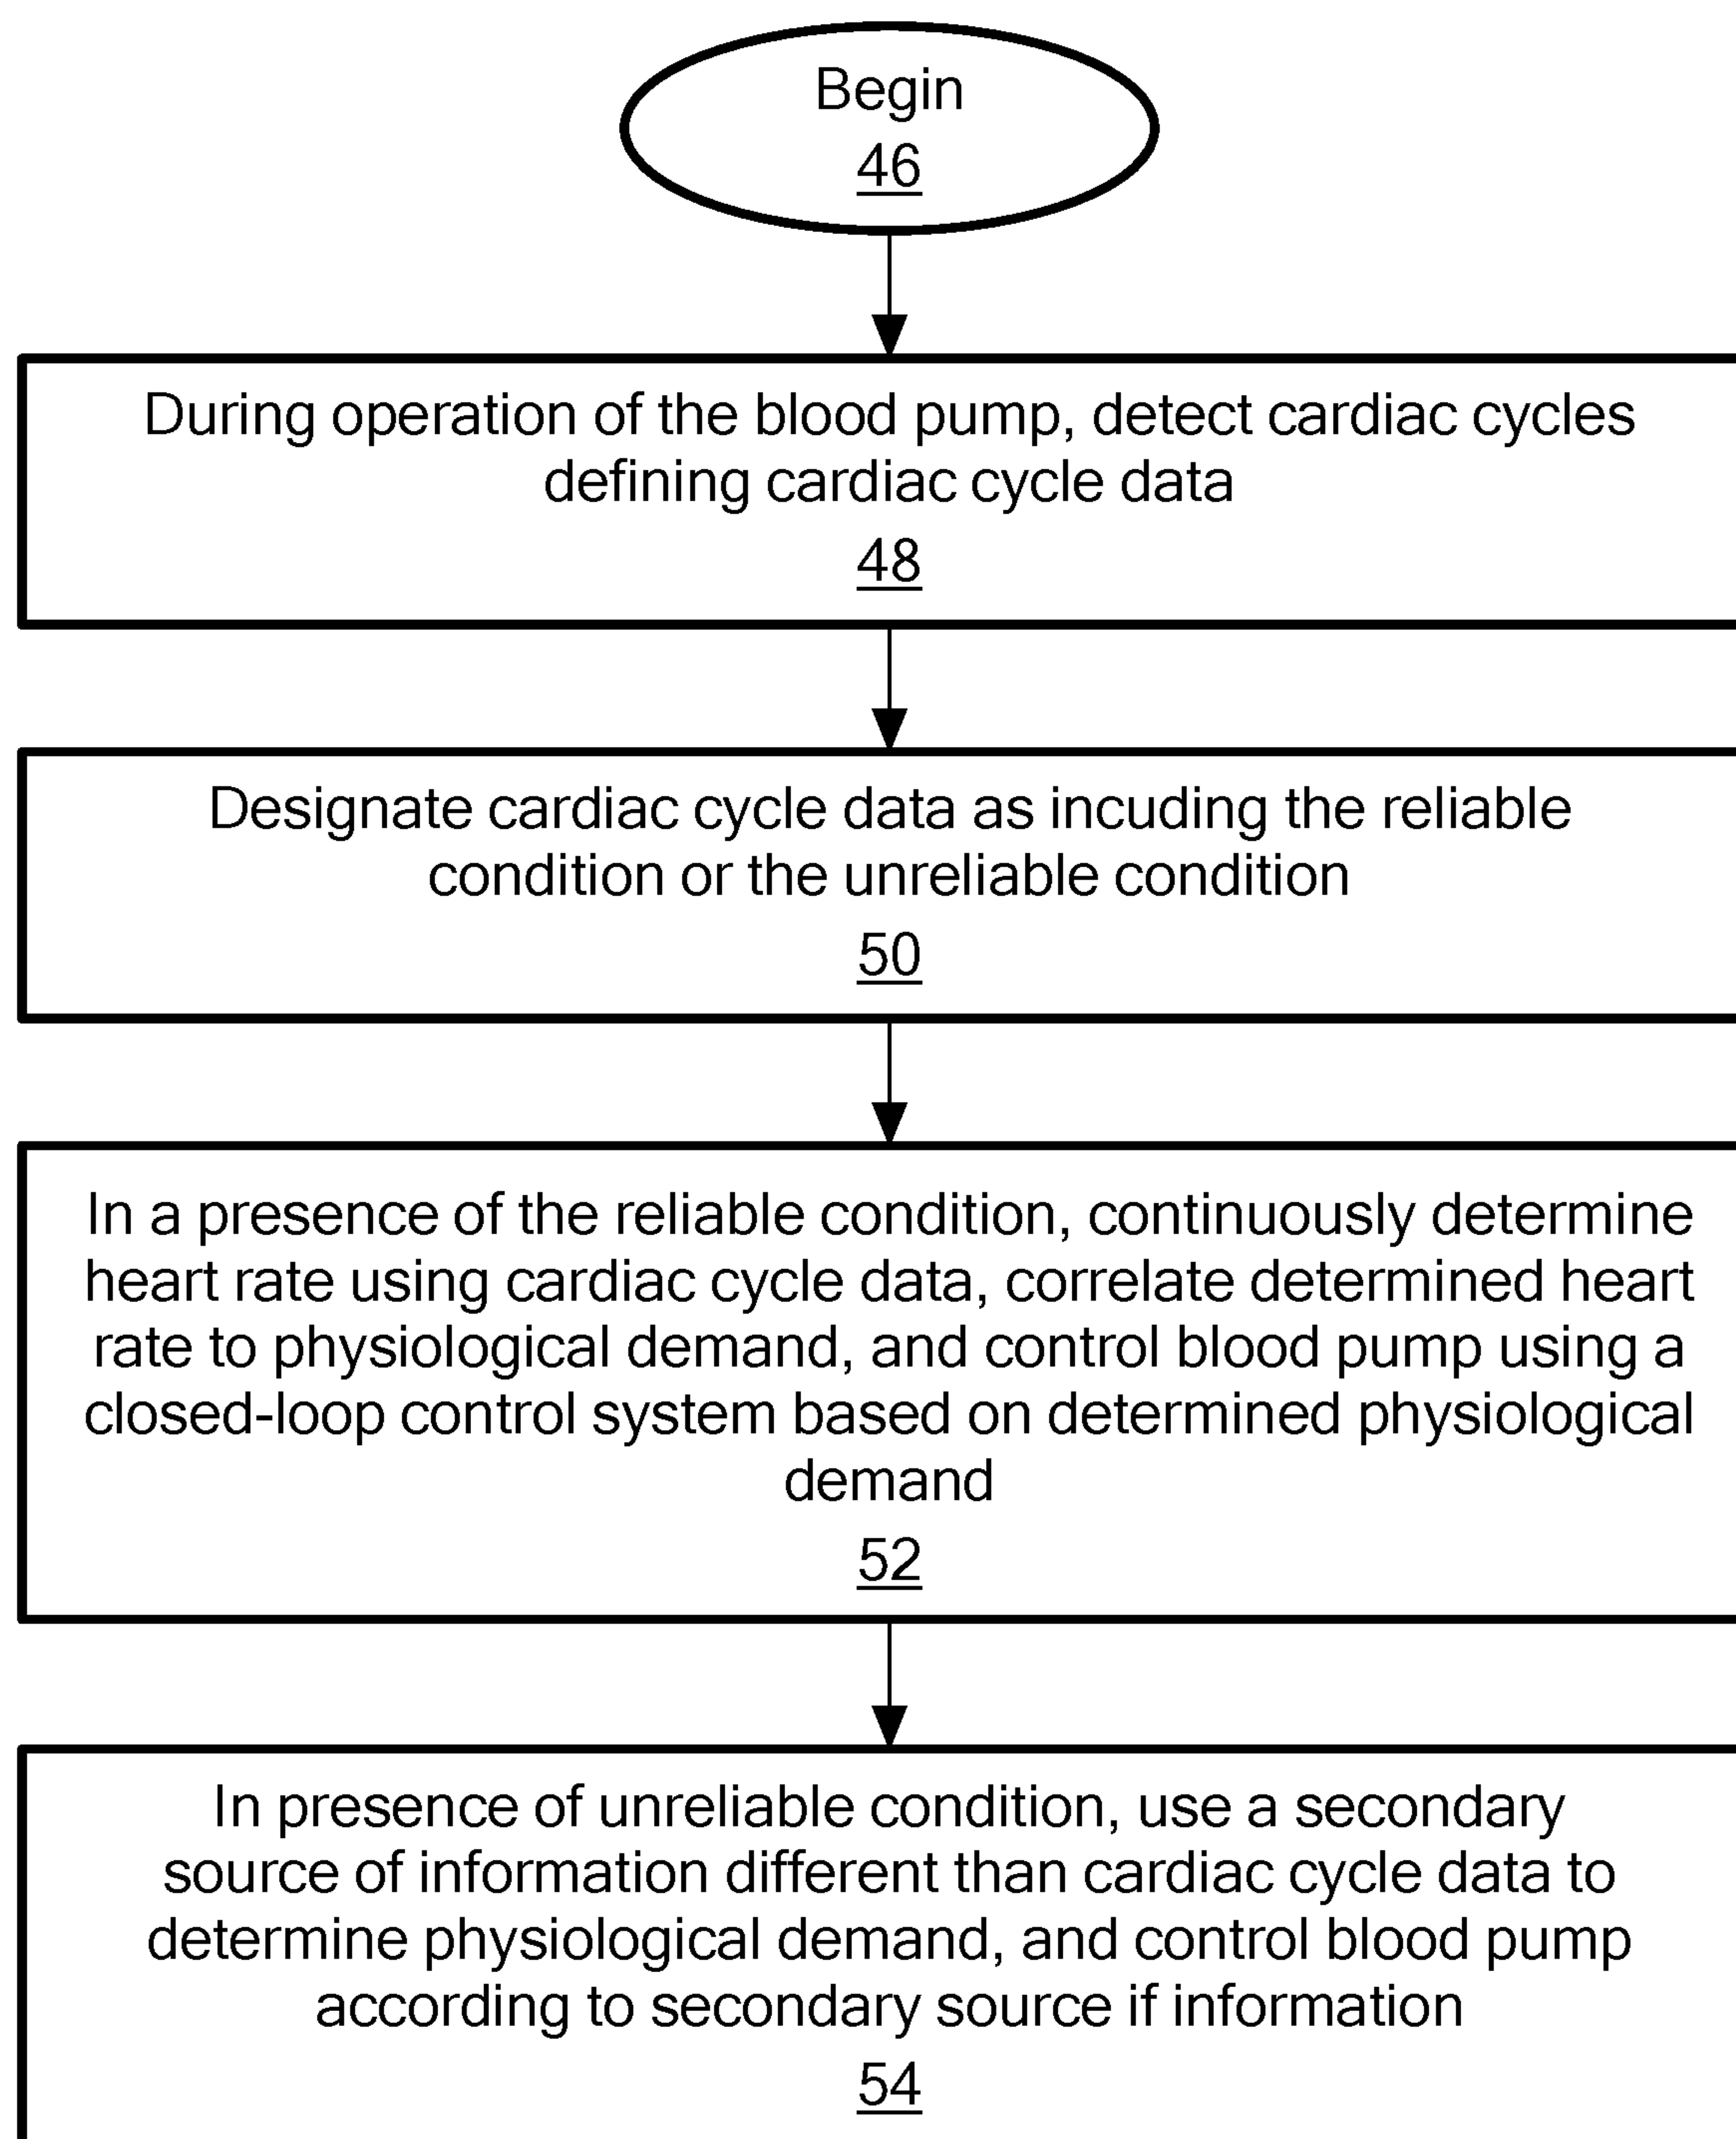 Begin
46
During operation of the blood pump, detect cardiac cycles
defining cardiac cycle data
48
Designate cardiac cycle data as incuding the reliable
condition or the unreliable condition
50
In a presence of the reliable condition, continuously determine
heart rate using cardiac cycle data, correlate determined heart
rate to physiological demand, and control blood pump using a
closed-loop control system based on determined physiological
demand
52
In presence of unreliable condition, use a secondary
source of information different than cardiac cycle data to
determine physiological demand, and control blood pump
according to secondary source if information
54